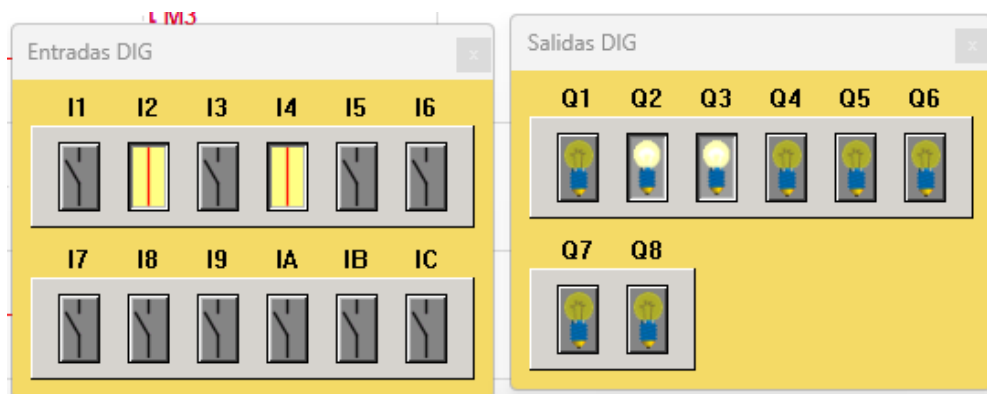 M3
Entradas DIG
x
I1 I2 I3 I4 I5 I6
I7 I8 I9 IA IB IC
Salidas DIG
x
Q1 Q2 Q3 Q4 Q5 Q6
Q7 Q8